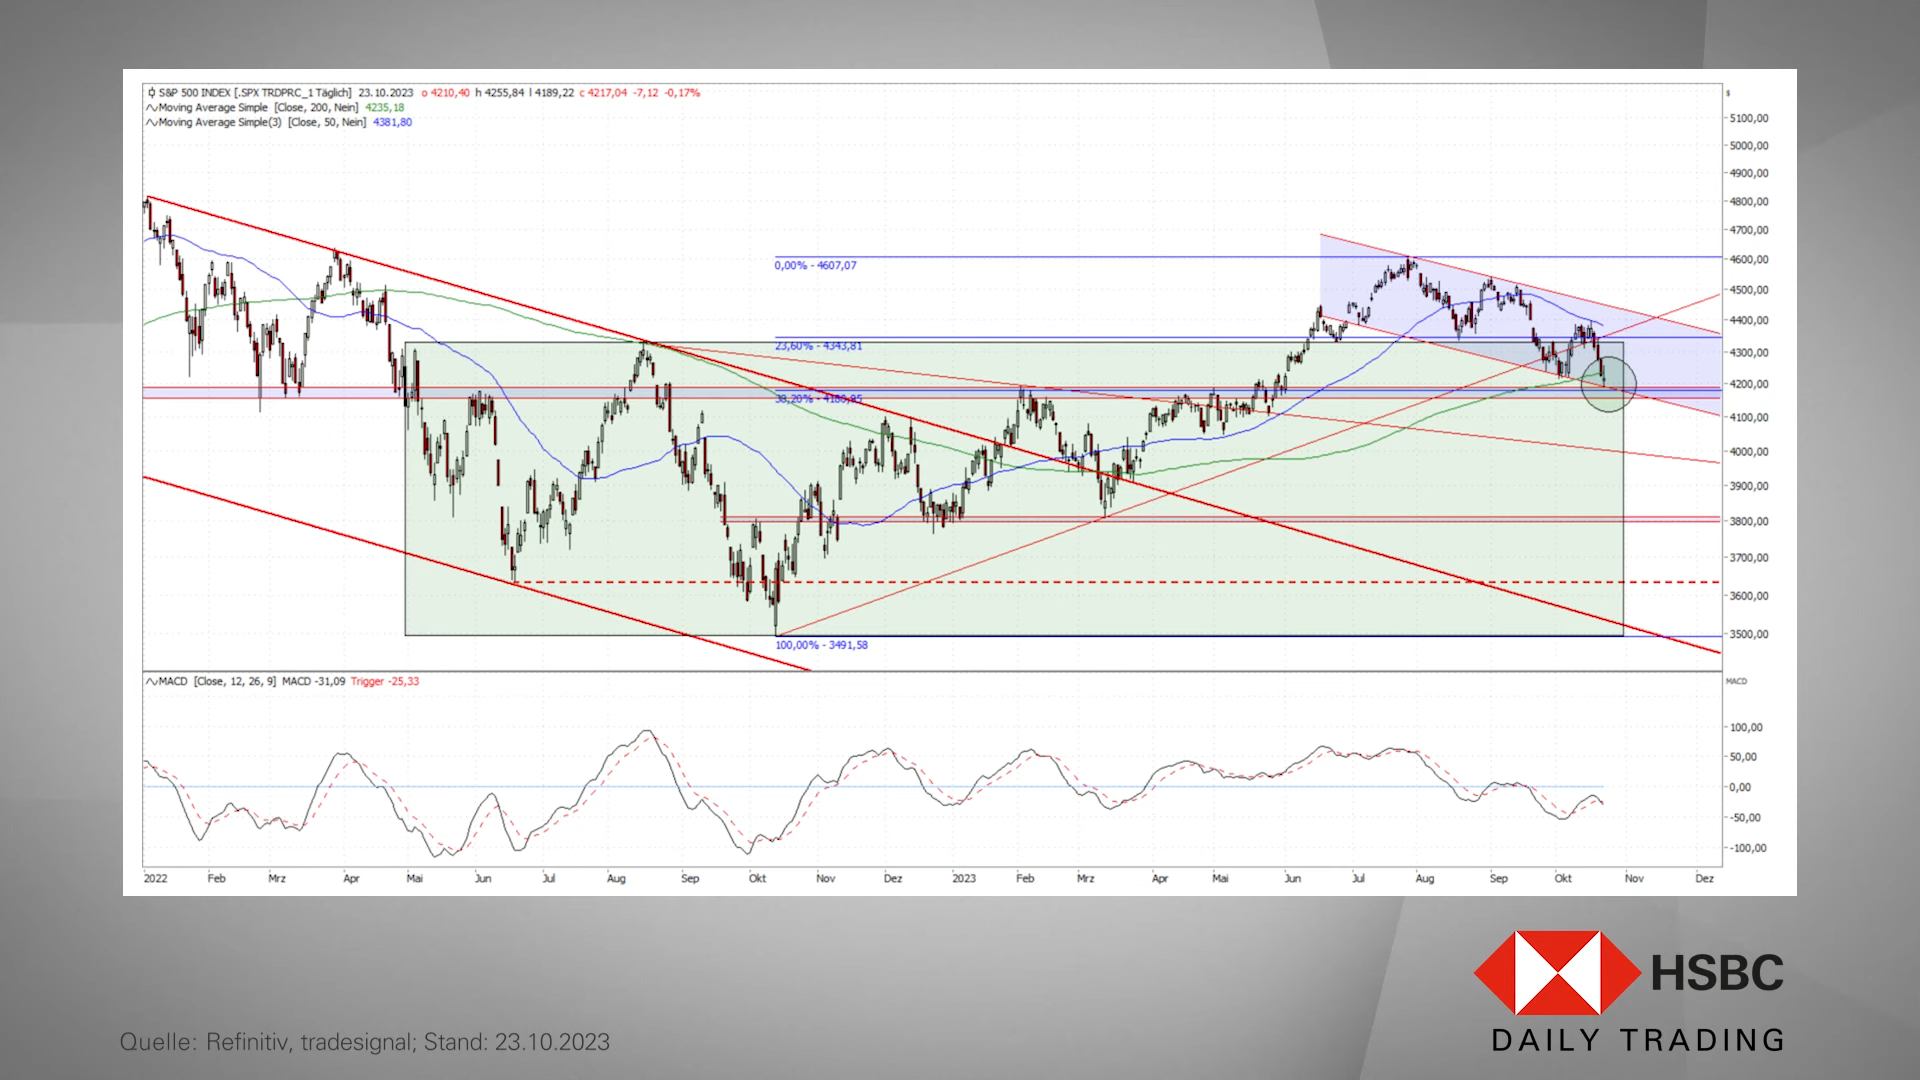 S&P 500 INDEX [.SPX TRDPRC_1 Täglich] 23.10.2023 o 4210,40 h 4255,84 l 4189,22 c 4217,04 -7,12 -0,17%
$
Moving Average Simple [Close, 200, Nein] 4235,18
Moving Average Simple(3) [Close, 50, Nein] 4381,80
5100,00
5000,00
4900,00
4800,00
4700,00
4600,00
4500,00
4400,00
4300,00
4200,00
4100,00
4000,00
3900,00
3800,00
3700,00
3600,00
3500,00
0,00% - 4607,07
23,60% - 4343,81
100,00% - 3491,58
MACD [Close, 12, 26, 9] MACD -31,09 Trigger -25,33
MACD
100,00
50,00
0,00
-50,00
-100,00
2022 Feb Mrz Apr Mai Jun Jul Aug Sep Okt Nov Dez 2023 Feb Mrz Apr Mai Jun Jul Aug Sep Okt Nov Dez
HSBC
DAILY TRADING
Quelle: Refinitiv, tradesignal; Stand: 23.10.2023